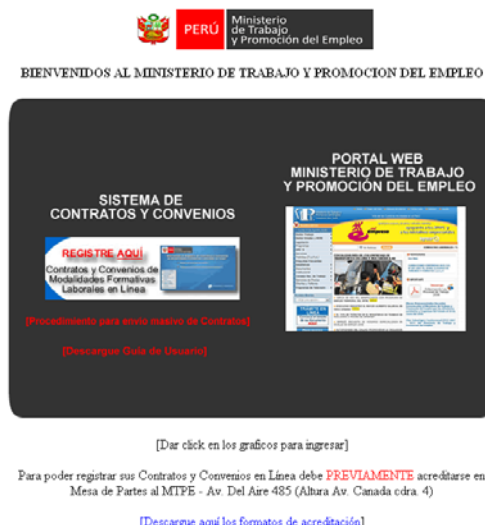 PERÚ
Ministerio
de Trabajo
y Promoción del Empleo
BIENVENIDOS AL MINISTERIO DE TRABAJO Y PROMOCION DEL EMPLEO
SISTEMA DE
CONTRATOS Y CONVENIOS
REGISTRE AQUÍ
Contratos y Convenios de
Modalidades Formativas
Laborales en Línea
[Procedimiento para envio masivo de Contratos]
[Descargue Guía de Usuario]
PORTAL WEB
MINISTERIO DE TRABAJO
Y PROMOCIÓN DEL EMPLEO
empresa
[Dar click en los graficos para ingresar]
Para poder registrar sus Contratos y Convenios en Línea debe PREVIAMENTE acreditarse en
Mesa de Partes al MTPE - Av. Del Aire 485 (Altura Av. Canada cdra. 4)
[Descargue aquí los formatos de acreditación]